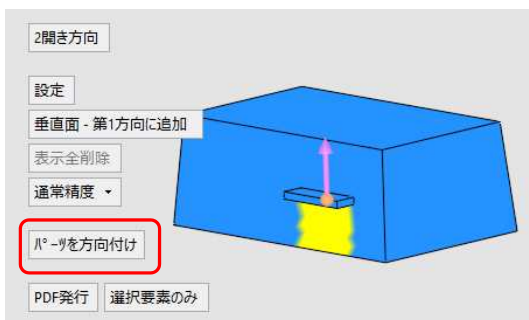 2開き方向
設定
垂直面 - 第1方向に追加
表示全削除
通常精度
ﾊﾟｰﾂを方向付け
PDF発行 選択要素のみ